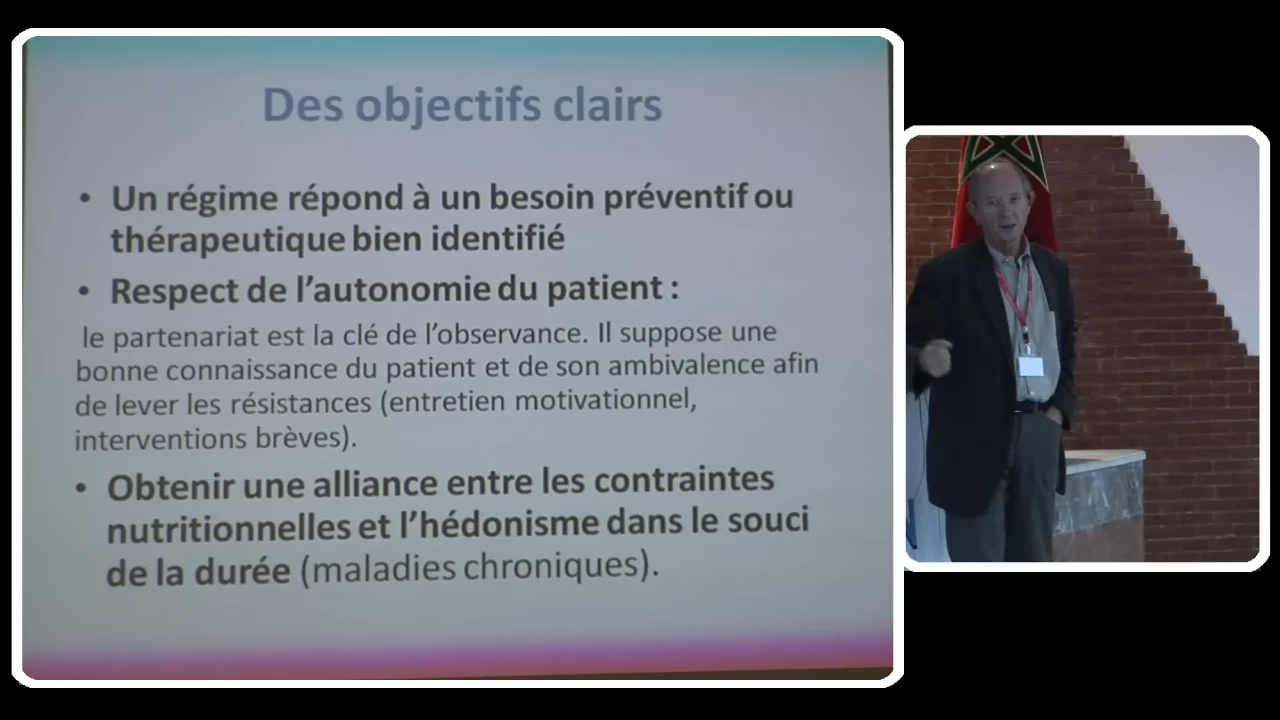 Des objectifs clairs
• Un régime répond à un besoin préventif ou
thérapeutique bien identifié
• Respect de l'autonomie du patient :
le partenariat est la clé de l'observance. Il suppose une
bonne connaissance du patient et de son ambivalence afin
de lever les résistances (entretien motivationnel,
interventions brèves).
• Obtenir une alliance entre les contraintes
nutritionnelles et l'hédonisme dans le souci
de la durée (maladies chroniques).